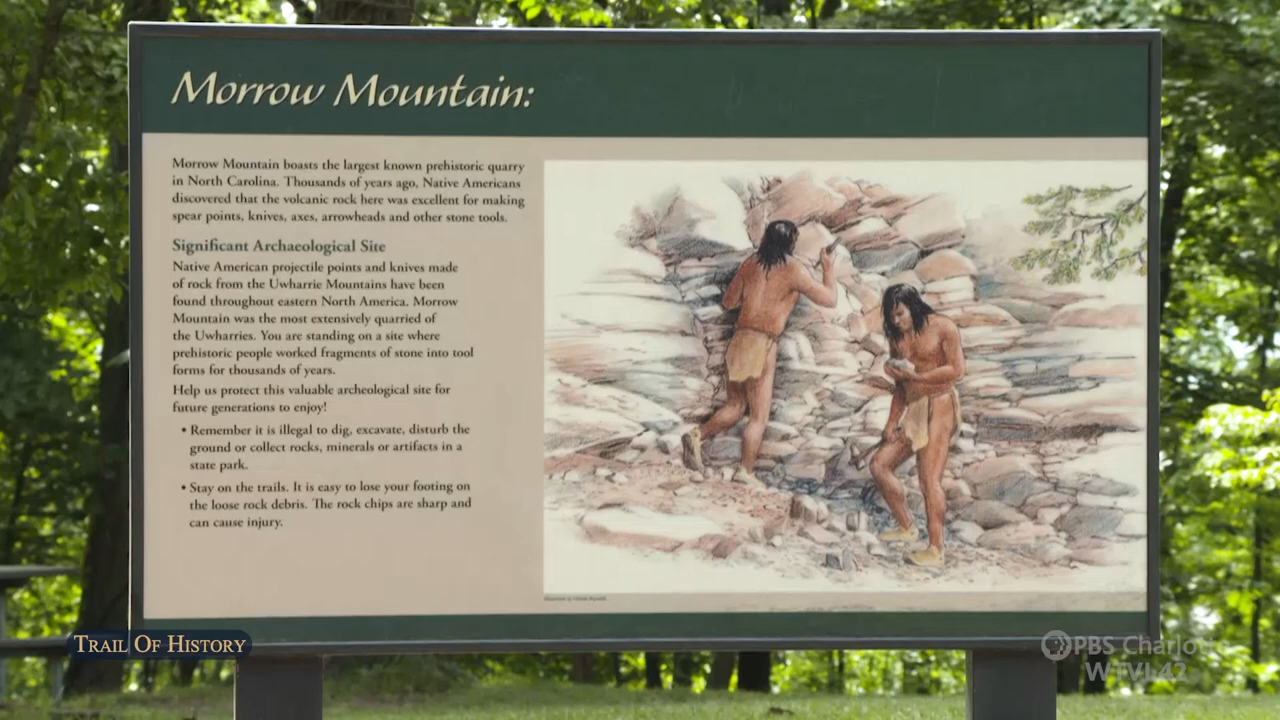 Morrow Mountain:
Morrow Mountain boasts the largest known prehistoric quarry
in North Carolina. Thousands of years ago, Native Americans
discovered that the volcanic rock here was excellent for making
spear points, knives, axes, arrowheads and other stone tools.
Significant Archaeological Site
Native American projectile points and knives made
of rock from the Uwharrie Mountains have been
found throughout eastern North America. Morrow
Mountain was the most extensively quarried of
the Uwharries. You are standing on a site where
prehistoric people worked fragments of stone into tool
forms for thousands of years.
Help us protect this valuable archeological site for
future generations to enjoy!
• Remember it is illegal to dig, excavate, disturb the
ground or collect rocks, minerals or artifacts in a
state park.
• Stay on the trails. It is easy to lose your footing on
the loose rock debris. The rock chips are sharp and
can cause injury.
Trail Of History
PBS Charlotte
WTVI 42